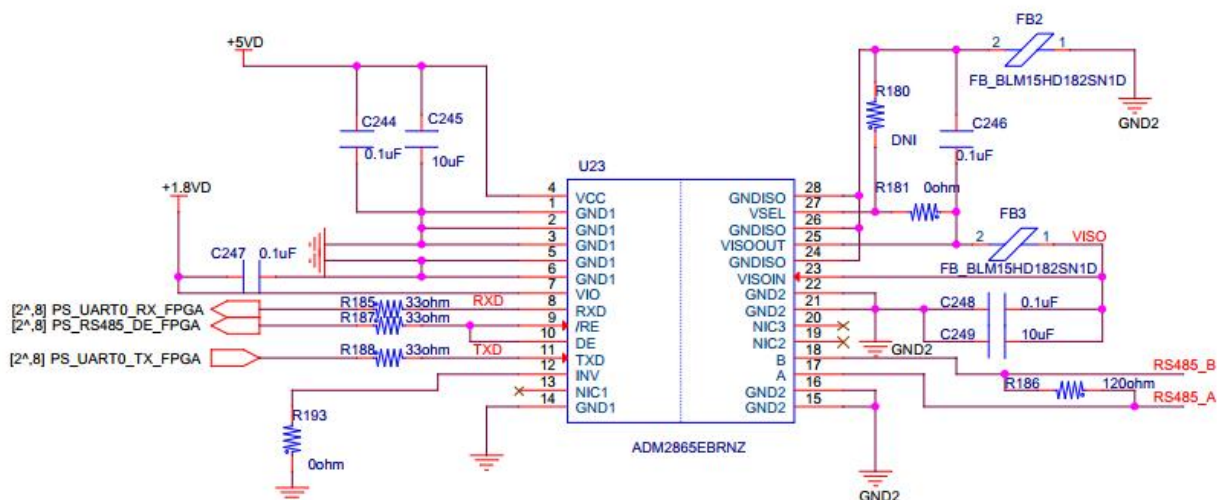 +5VD
FB2
2 1
FB_BLM15HD182SN1D
GND2
C244
0.1uF
C245
10uF
R180
DNI
C246
0.1uF
+1.8VD
U23
R181 0ohm
FB3
2 1
VISO
FB_BLM15HD182SN1D
C247 0.1uF
4 VCC
1 GND1
2 GND1
3 GND1
5 GND1
6 GND1
7 VIO
8 RXD
9 /RE
10 DE
11 TXD
12 INV
13 NIC1
14 GND1
GNDISO 28
VSEL 27
GNDISO 26
VISOOUT 25
GNDISO 24
VISOIN 23
GND2 22
GND2 21
NIC3 20
NIC2 19
B 18
A 17
GND2 16
GND2 15
[2^,8] PS_UART0_RX_FPGA R185 33ohm RXD
[2^,8] PS_RS485_DE_FPGA R187 33ohm
[2^,8] PS_UART0_TX_FPGA R188 33ohm TXD
R193
0ohm
C248 0.1uF
C249 10uF
GND2
RS485_B
R186 120ohm
RS485_A
ADM2865EBRNZ
GND2